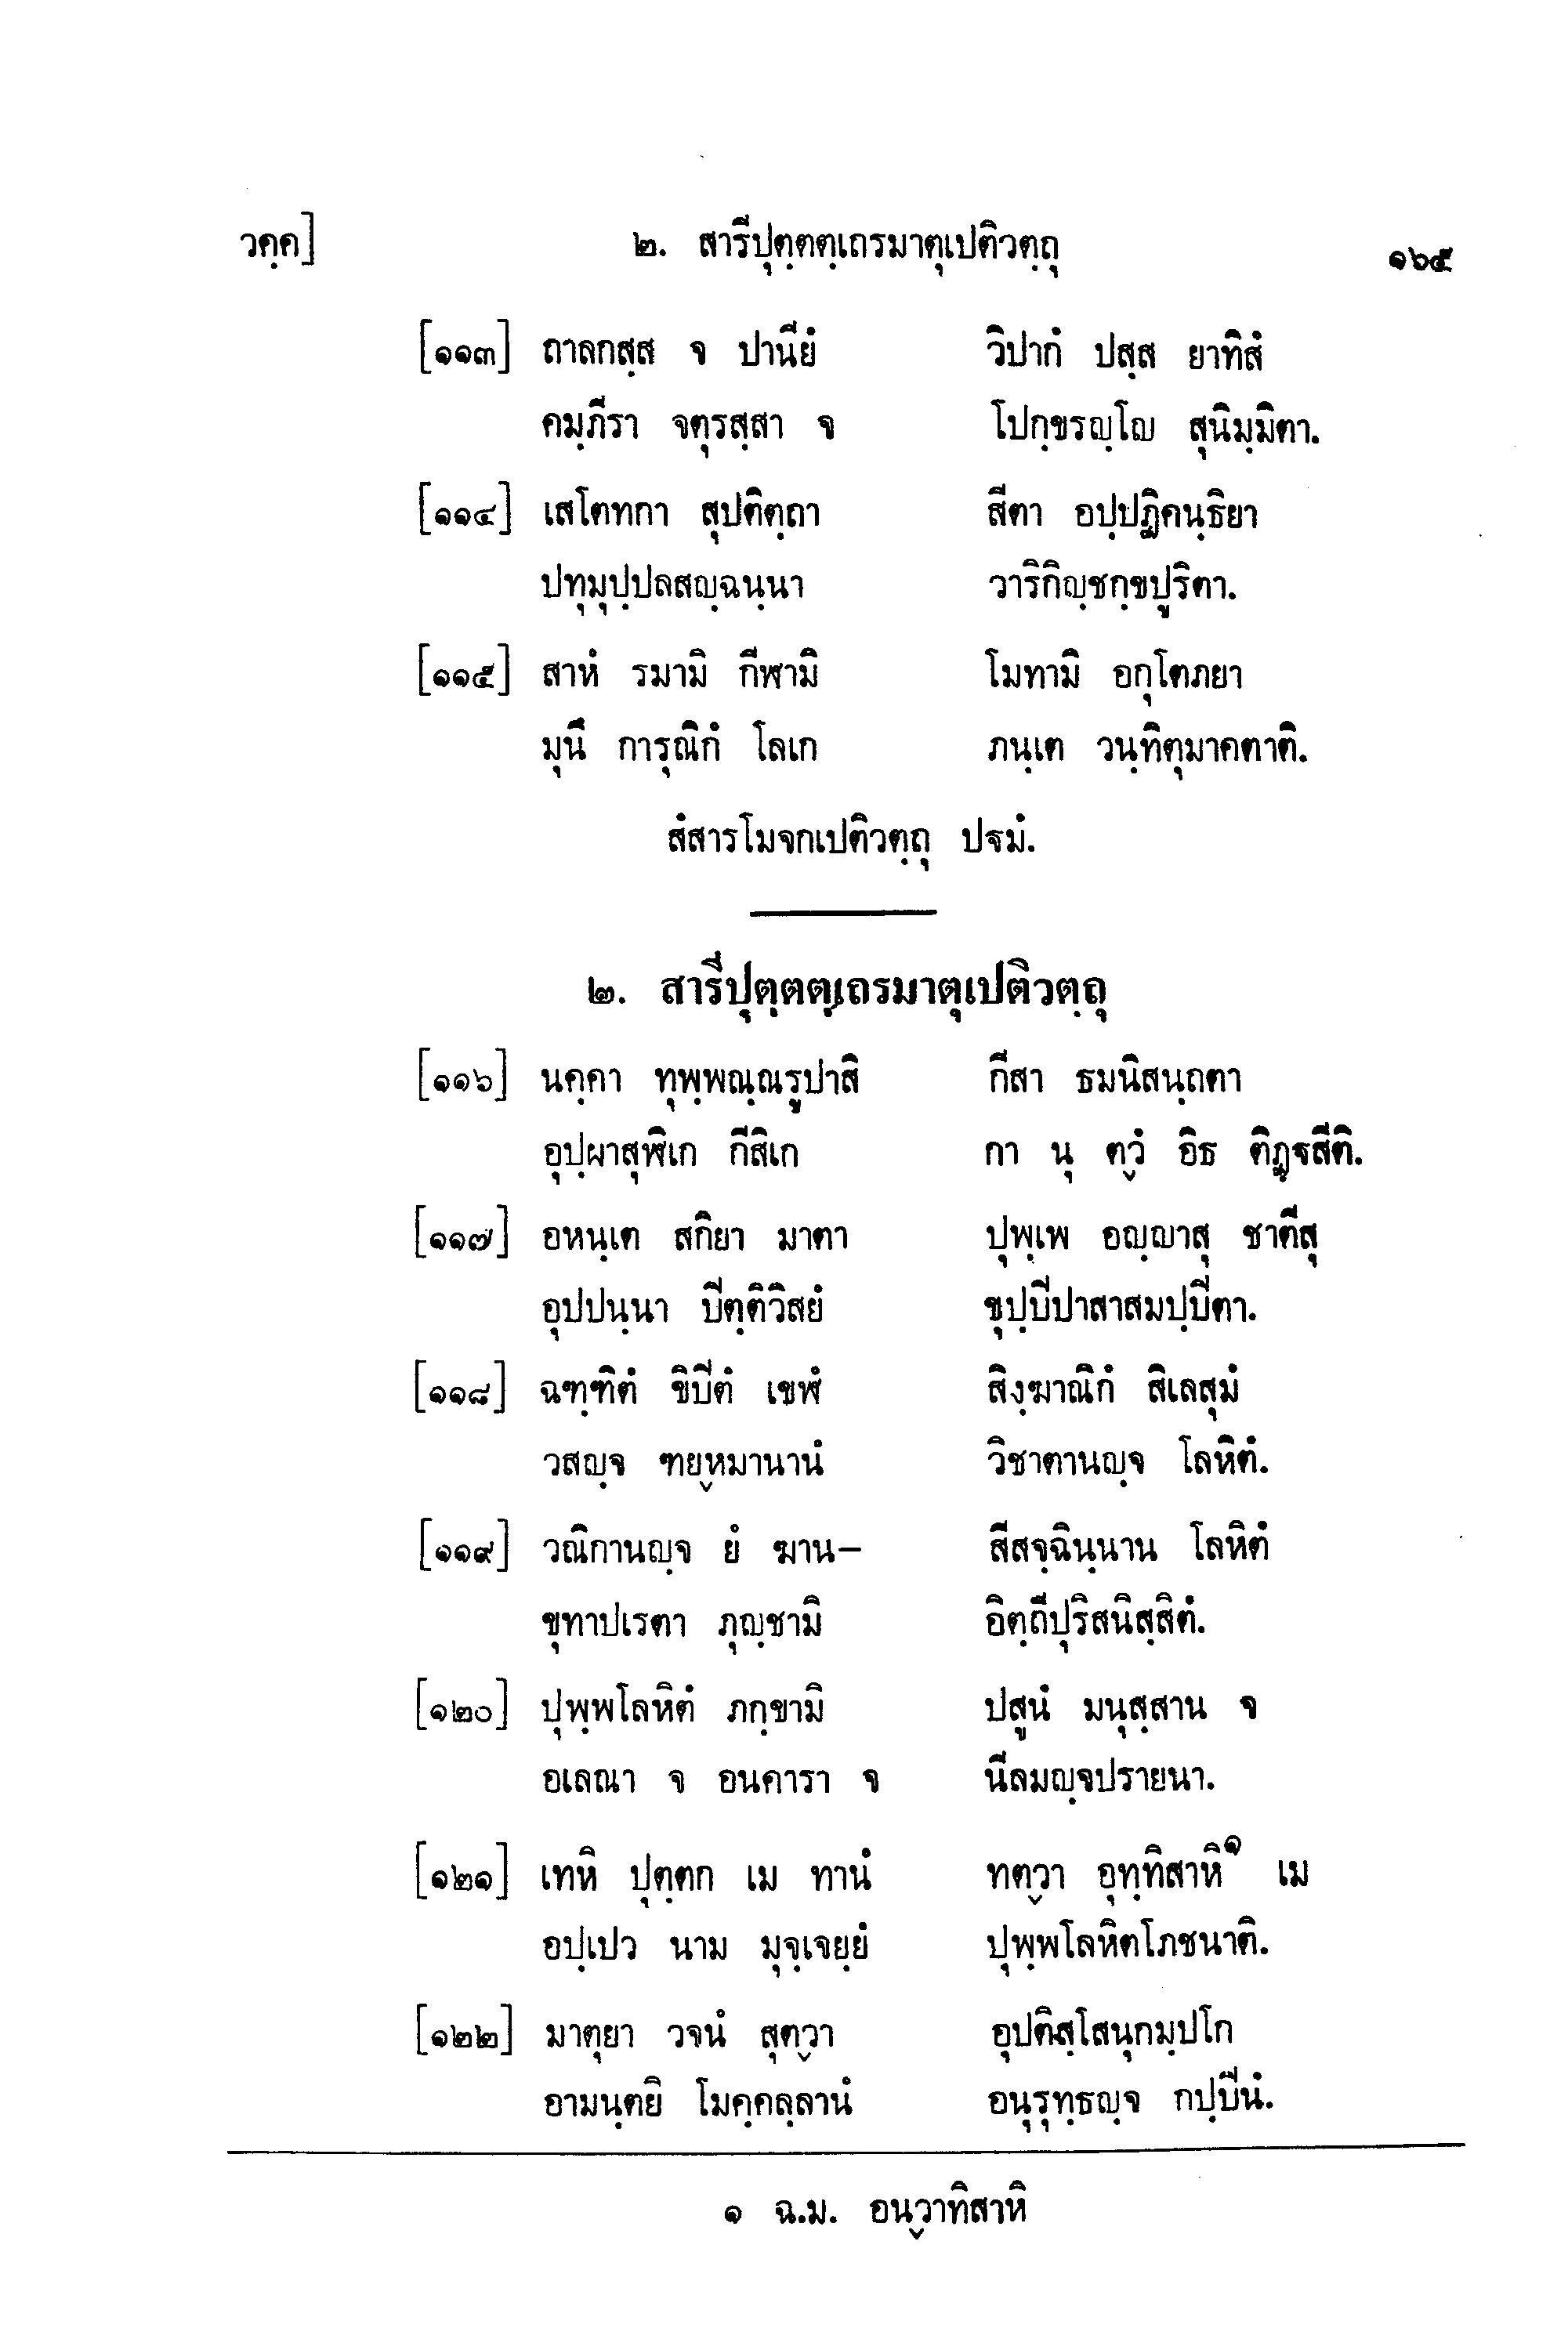 วคฺค]  ๒. สารีปุตฺตตฺเถรมาตุเปติวตฺถุ  ๑๖๕
[๑๑๓] ถาลกสฺส จ ปานียํ  วิปากํ ปสฺส ยาทิสํ
คมฺภีรา จตุรสฺสา จ  โปกฺขรญฺโญ สุนิมฺมิตา.
[๑๑๔] เสโตทกา สุปติตฺถา  สีตา อปฺปฏิคนฺธิยา
ปทุมุปฺปลสญฺฉนฺนา  วาริกิญฺชกฺขปูริตา.
[๑๑๕] สาหํ รมามิ กีฬามิ  โมทามิ อกุโตภยา
มุนึ การุณิกํ โลเก  ภนฺเต วนฺทิตุมาคตาติ.
สํสารโมจกเปติวตฺถุ ปฐมํ.
๒. สารีปุตฺตตฺเถรมาตุเปติวตฺถุ
[๑๑๖] นคฺคา ทุพฺพณฺณรูปาสิ  กีสา ธมนิสนฺถตา
อุปฺผาสุฬิเก กีสิเก  กา นุ ตฺวํ อิธ ติฏฺฐสีติ.
[๑๑๗] อหนฺเต สกิยา มาตา  ปุพฺเพ อญฺญาสุ ชาตีสุ
อุปปนฺนา ปีตฺติวิสยํ  ขุปฺปีปาสาสมปฺปีตา.
[๑๑๘] ฉฑฺฑิตํ ขิปีตํ เขฬํ  สิงฺฆาณิกํ สิเลสุมํ
วสญฺจ ฑยฺหมานานํ  วิชาตานญฺจ โลหิตํ.
[๑๑๙] วณิกานญฺจ ยํ ฆาน-  สีสจฺฉินฺนาน โลหิตํ
ขุทาปเรตา ภุญฺชามิ  อิตฺถีปุริสนิสฺสิตํ.
[๑๒๐] ปุพฺพโลหิตํ ภกฺขามิ  ปสูนํ มนุสฺสาน จ
อเลณา จ อนคารา จ  นีลมญฺจปรายนา.
[๑๒๑] เทหิ ปุตฺตก เม ทานํ  ทตฺวา อุทฺทิสาหิ๑ เม
อปฺเปว นาม มุจฺเจยฺยํ  ปุพฺพโลหิตโภชนาติ.
[๑๒๒] มาตุยา วจนํ สุตฺวา  อุปติสฺโสนุกมฺปโก
อามนฺตยิ โมคฺคลฺลานํ  อนุรุทฺธญฺจ กปฺปีนํ.
๑ ฉ.ม. อนฺวาทิสาหิ